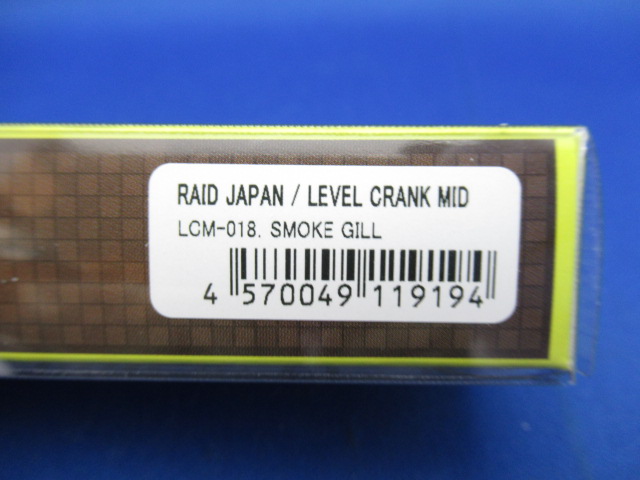 RAID JAPAN / LEVEL CRANK MID
LCM-018. SMOKE GILL
4 570049 119194